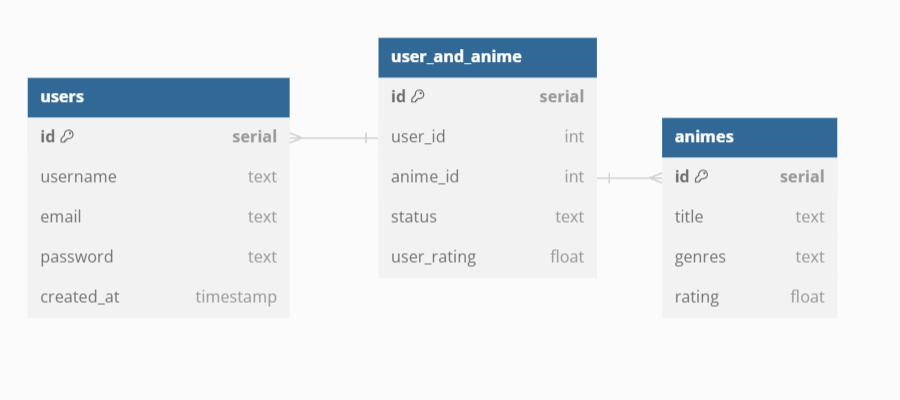 users
id serial
username text
email text
password text
created_at timestamp
user_and_anime
id serial
user_id int
anime_id int
status text
user_rating float
animes
id serial
title text
genres text
rating float